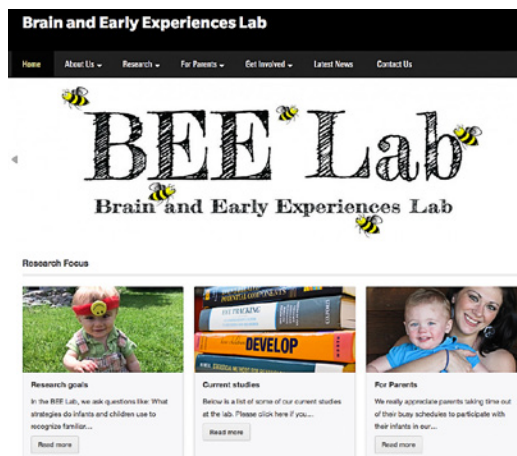 Brain and Early Experiences Lab
Home About Us Research For Parents Get Involved Latest News Contact Us
BEE Lab
Brain and Early Experiences Lab
Research Focus
POTENTIAL COMPONENTS
EYE TRACKING
DEVELOP
Research goals
In the BEE Lab, we ask questions like: What
strategies do infants and children use to
recognize familiar...
Read more
Current studies
Below is a list of some of our current studies
at the lab. Please click here if you...
Read more
For Parents
We really appreciate parents taking time out
of their busy schedules to participate with
their infants in our...
Read more